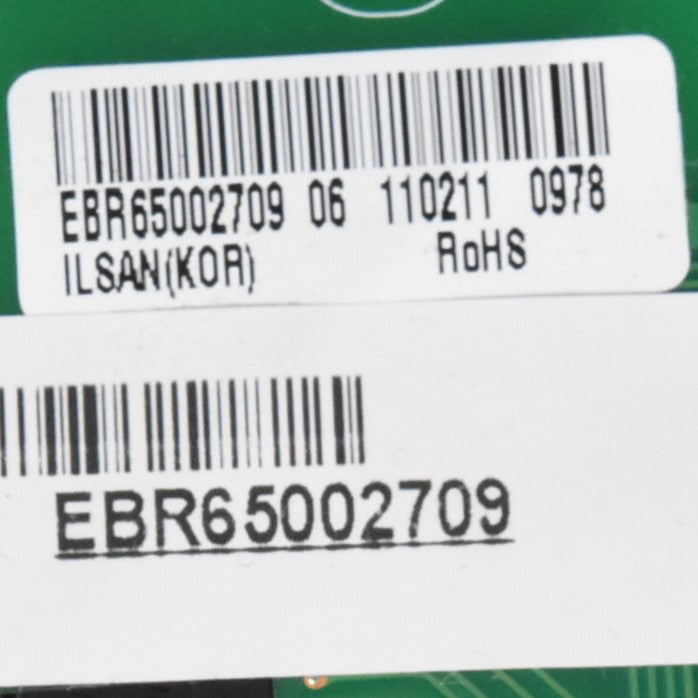 EBR65002709 06 110211 0978
ILSAN(KOR) RoHS
EBR65002709